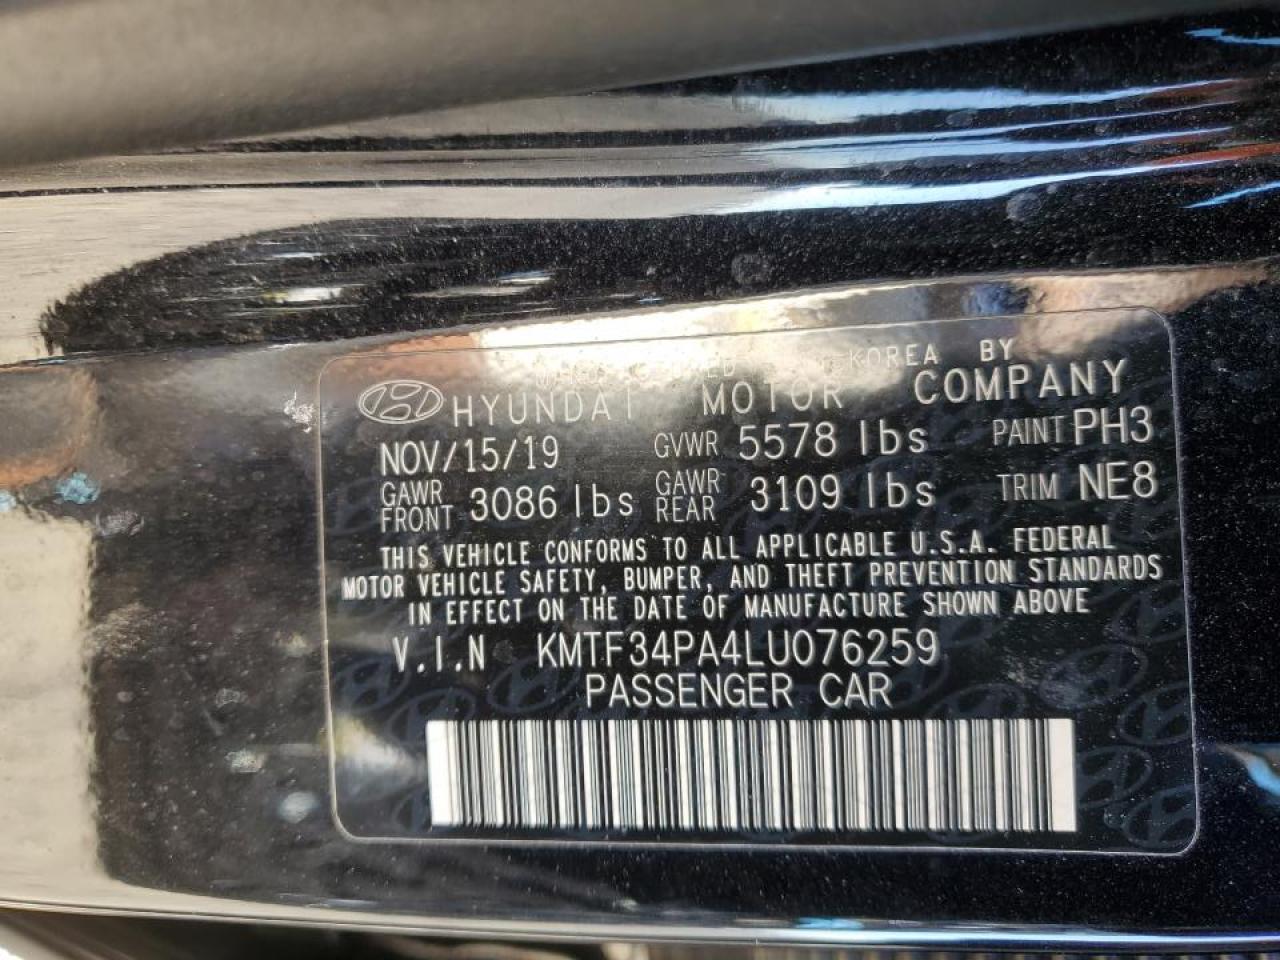 KOREA BY
HYUNDAI MOTOR COMPANY
NOV/15/19 GVWR 5578 lbs PAINT PH3
GAWR FRONT 3086 lbs GAWR REAR 3109 lbs TRIM NE8
THIS VEHICLE CONFORMS TO ALL APPLICABLE U.S.A. FEDERAL
MOTOR VEHICLE SAFETY, BUMPER, AND THEFT PREVENTION STANDARDS
IN EFFECT ON THE DATE OF MANUFACTURE SHOWN ABOVE
V.I.N KMTF34PA4LU076259
PASSENGER CAR